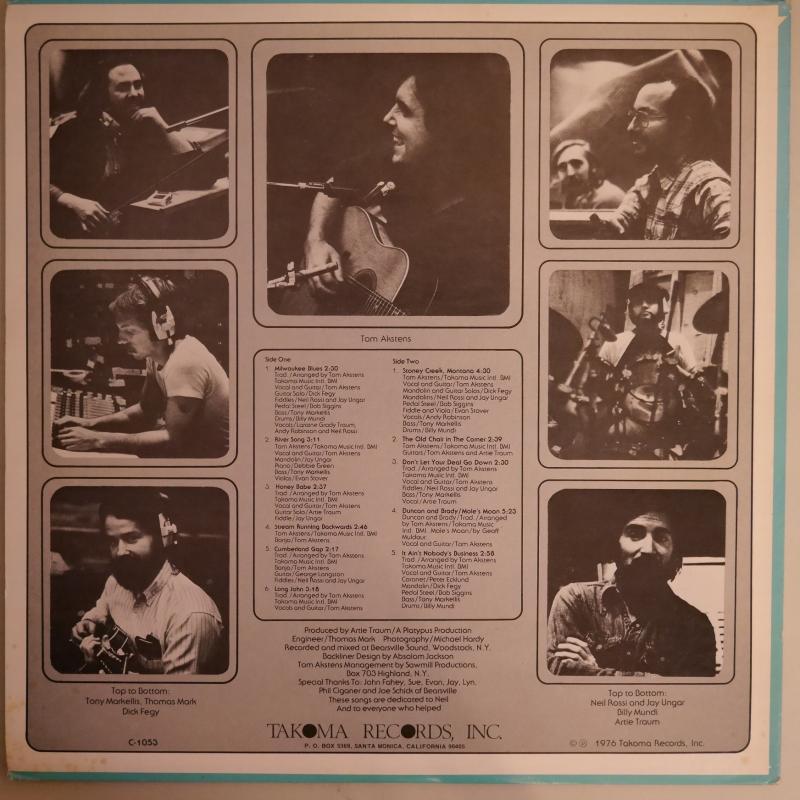 Tom Akstens
Side One
1. Milwaukee Blues 2:30
Trad./Arranged by Tom Akstens
Takoma Music Intl. BMI
Vocal and Guitar/Tom Akstens
Guitar Solo/Dick Fegy
Fiddles/Neil Rossi and Jay Ungar
Pedal Steel/Bob Siggins
Bass/Tony Markellis
Drums/Billy Mundi
Vocals/Lorraine Grady Traum,
Andy Robinson and Neil Rossi
2. River Song 3:11
Tom Akstens/Takoma Music Intl. BMI
Vocal and Guitar/Tom Akstens
Mandolin/Jay Ungar
Piano/Debbie Green
Bass/Tony Markellis
Violins/Evan Stover
3. Honey Babe 2:37
Trad./Arranged by Tom Akstens
Takoma Music Intl. BMI
Vocal and Guitar/Tom Akstens
Guitar Solo/Artie Traum
Fiddle/Jay Ungar
4. Stream Running Backwards 2:46
Tom Akstens/Takoma Music Intl. BMI
Banjo/Tom Akstens
5. Cumberland Gap 2:17
Trad./Arranged by Tom Akstens
Takoma Music Intl. BMI
Banjo/Tom Akstens
Guitar/George Langston
Fiddles/Neil Rossi and Jay Ungar
6. Long John 3:18
Trad./Arranged by Tom Akstens
Takoma Music Intl. BMI
Vocals and Guitar/Tom Akstens
Side Two
1. Stoney Creek, Montana 4:30
Tom Akstens/Takoma Music Intl. BMI
Vocal and Guitar/Tom Akstens
Mandolin and Guitar Solos/Dick Fegy
Mandolins/Neil Rossi and Jay Ungar
Pedal Steel/Bob Siggins
Fiddle and Viola/Evan Stover
Vocals/Andy Robinson
Bass/Tony Markellis
Drums/Billy Mundi
2. The Old Chair in The Corner 2:39
Tom Akstens/Takoma Music Intl. BMI
Guitars/Tom Akstens and Artie Traum
3. Don't Let Your Deal Go Down 2:30
Trad./Arranged by Tom Akstens
Takoma Music Intl. BMI
Vocal and Guitar/Tom Akstens
Fiddles/Neil Rossi and Jay Ungar
Bass/Tony Markellis
Vocal/Artie Traum
4. Duncan and Brady/Mole's Moon 5:23
Duncan and Brady/Trad./Arranged
by Tom Akstens/Takoma Music
Intl. BMI. Mole's Moon/by Geoff
Muldaur.
Vocal and Guitar/Tom Akstens
5. It Ain't Nobody's Business 2:58
Trad./Arranged by Tom Akstens
Takoma Music Intl. BMI
Vocal and Guitar/Tom Akstens
Coronet/Peter Ecklund
Mandolin/Dick Fegy
Pedal Steel/Bob Siggins
Bass/Tony Markellis
Drums/Billy Mundi
Produced by Artie Traum/A Platypus Production
Engineer/Thomas Mark Photography/Michael Hardy
Recorded and mixed at Bearsville Sound, Woodstock, N.Y.
Backliner Design by Absalom Jackson
Tom Akstens Management by Sawmill Productions,
Box 703 Highland, N.Y.
Special Thanks To: John Fahey, Sue, Evan, Jay, Lyn,
Phil Ciganer and Joe Schick of Bearsville
These songs are dedicated to Neil
And to everyone who helped
Top to Bottom:
Tony Markellis, Thomas Mark
Dick Fegy
Top to Bottom:
Neil Rossi and Jay Ungar
Billy Mundi
Artie Traum
C-1053
TAKOMA RECORDS, INC.
P. O. BOX 5369, SANTA MONICA, CALIFORNIA 90405
© ℗ 1976 Takoma Records, Inc.